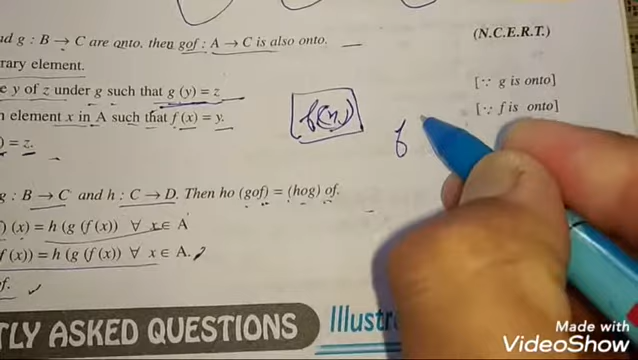 nd g : B → C are onto, then gof : A → C is also onto.
(N.C.E.R.T.)
rary element.
e y of z under g such that g (y) = z
[∵ g is onto]
n element x in A such that f (x) = y.
[∵ f is onto]
) = z.
f(x)
f
g : B → C and h : C → D. Then ho (gof) = (hog) of.
) (x) = h (g (f(x)) ∀ x ∈ A
f (x)) = h (g (f(x)) ∀ x ∈ A.
of.
TLY ASKED QUESTIONS
Illustr
Made with
VideoShow